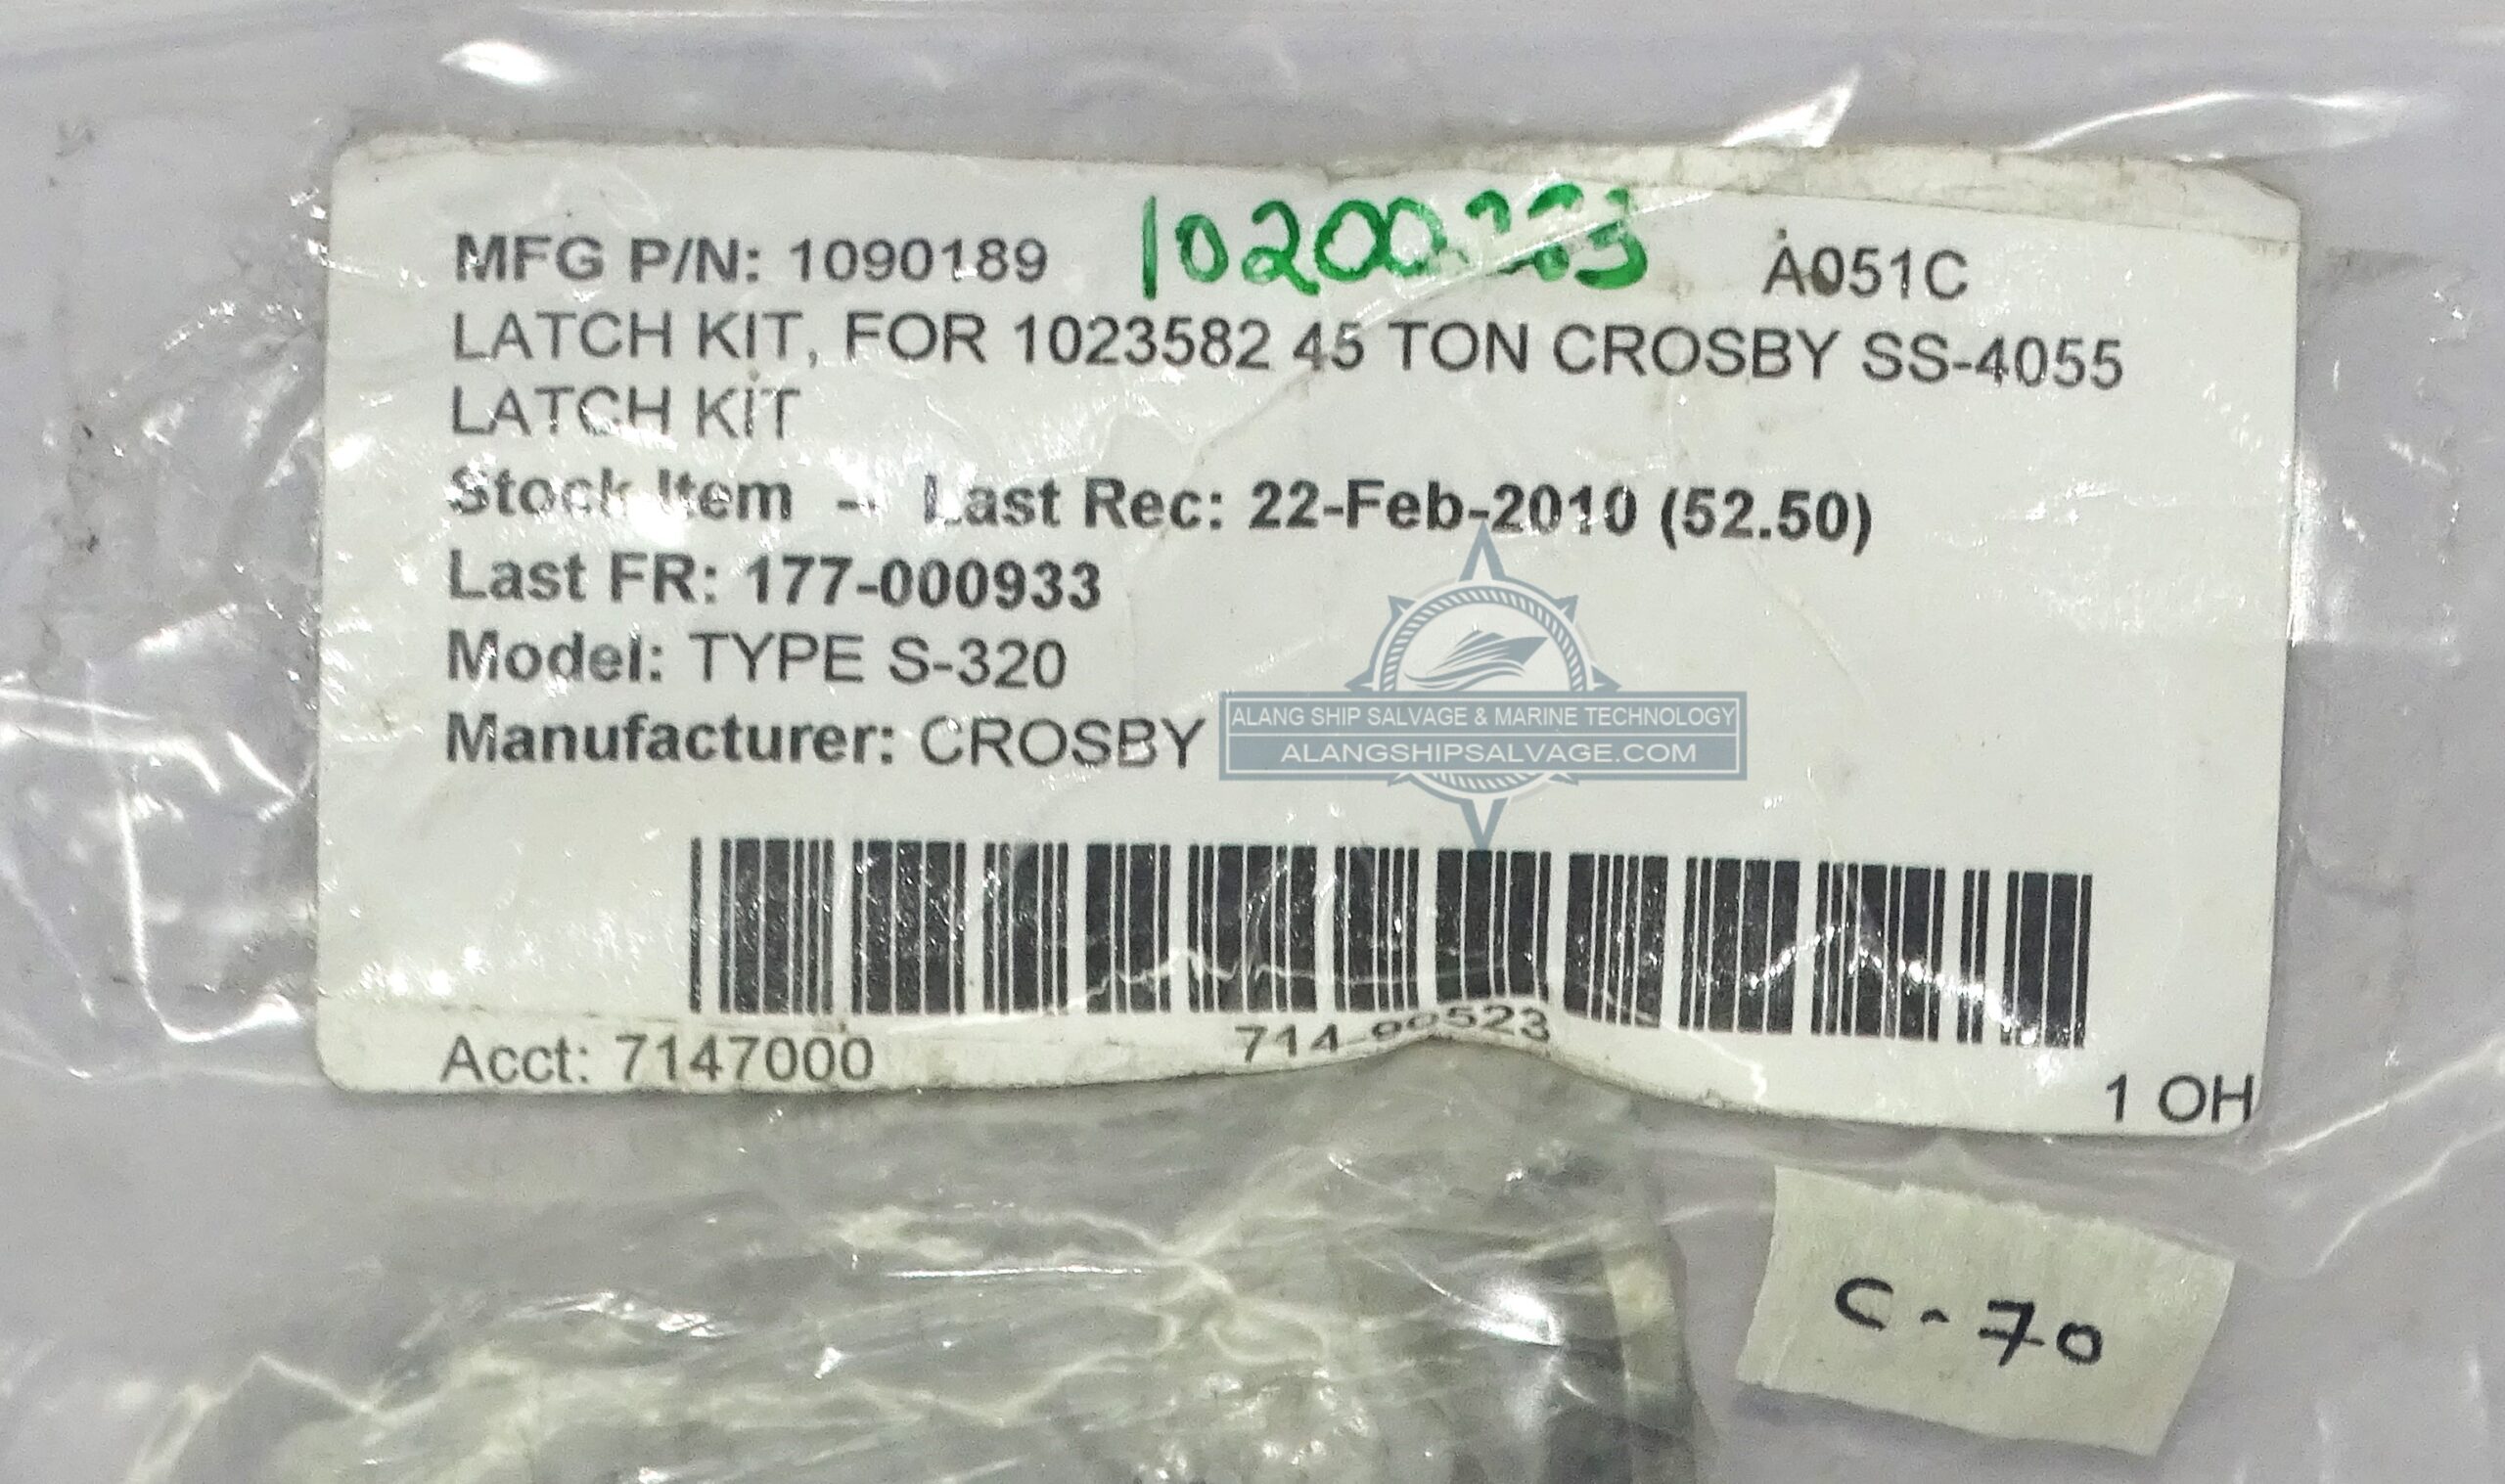 MFG P/N: 1090189 A051C
LATCH KIT, FOR 1023582 45 TON CROSBY SS-4055
LATCH KIT
Stock Item - Last Rec: 22-Feb-2010 (52.50)
Last FR: 177-000933
Model: TYPE S-320
Manufacturer: CROSBY
ALANG SHIP SALVAGE & MARINE TECHNOLOGY
ALANGSHIPSALVAGE.COM
Acct: 7147000 714-90523
1 OH
C-70